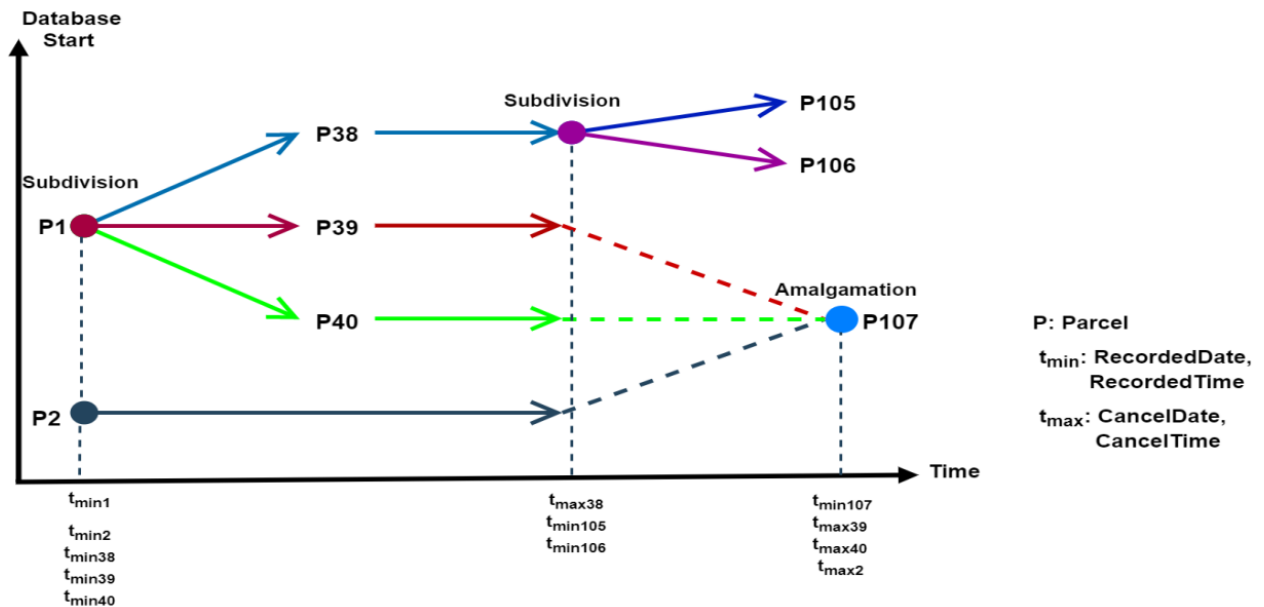 Database
Start
Subdivision
P105
P38
P106
Subdivision
P1
P39
Amalgamation
P40
P107
P: Parcel
tmin: RecordedDate,
RecordedTime
tmax: CancelDate,
CancelTime
P2
Time
tmin1
tmin2
tmin38
tmin39
tmin40
tmax38
tmin105
tmin106
tmin107
tmax39
tmax40
tmax2